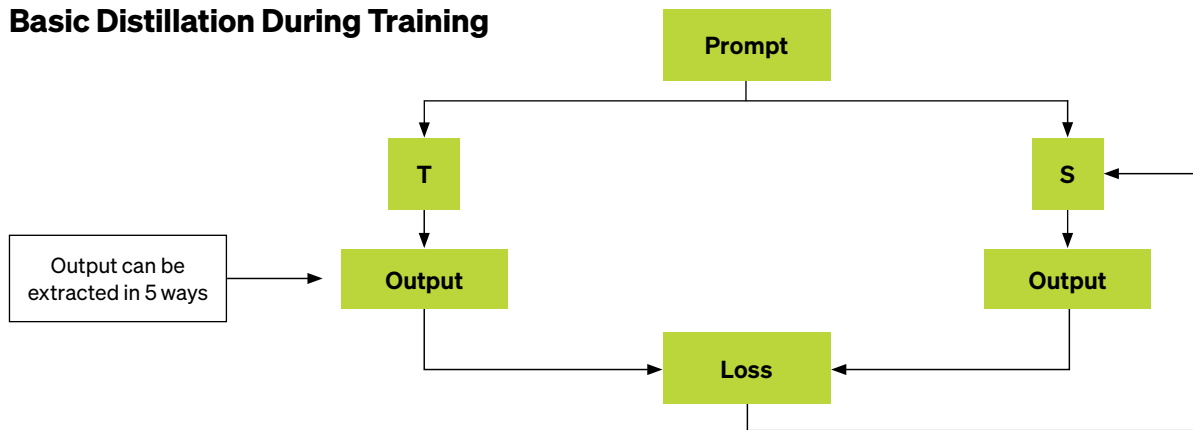 Basic Distillation During Training
Prompt
T
S
Output can be
extracted in 5 ways
Output
Output
Loss